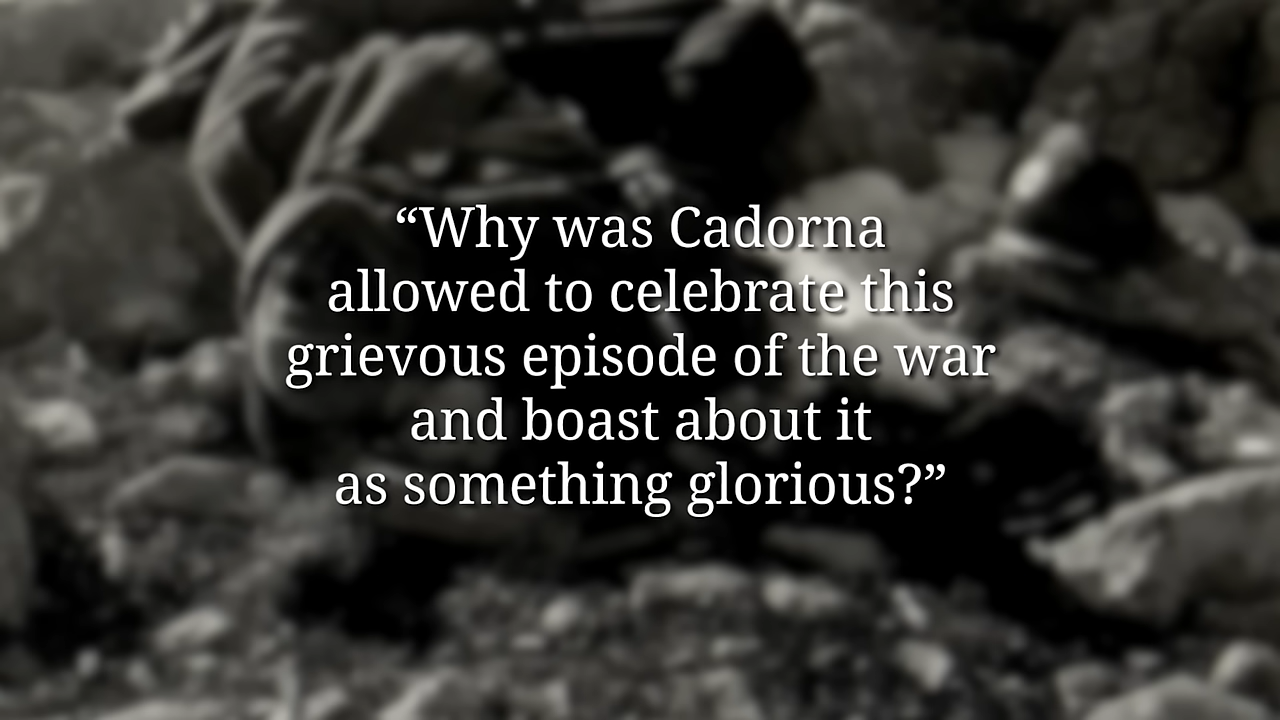 “Why was Cadorna
allowed to celebrate this
grievous episode of the war
and boast about it
as something glorious?”